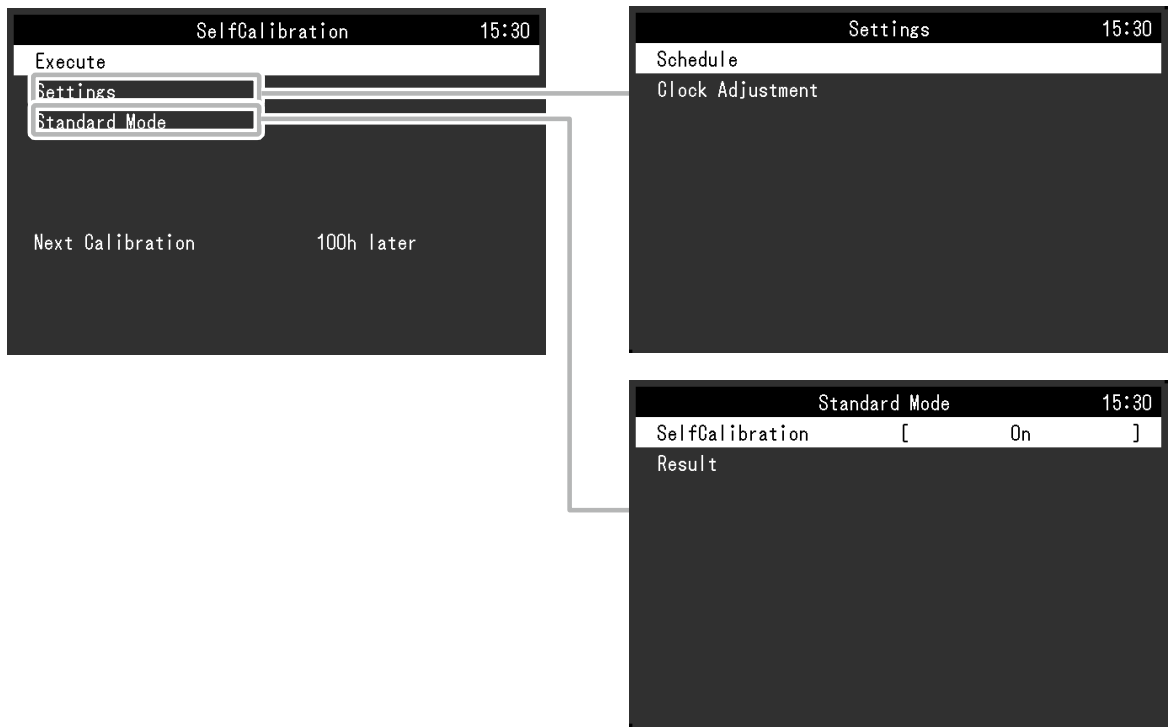 SelfCalibration 15:30
Execute
Settings
Standard Mode
Next Calibration 100h later
Settings 15:30
Schedule
Clock Adjustment
Standard Mode 15:30
SelfCalibration [ On ]
Result